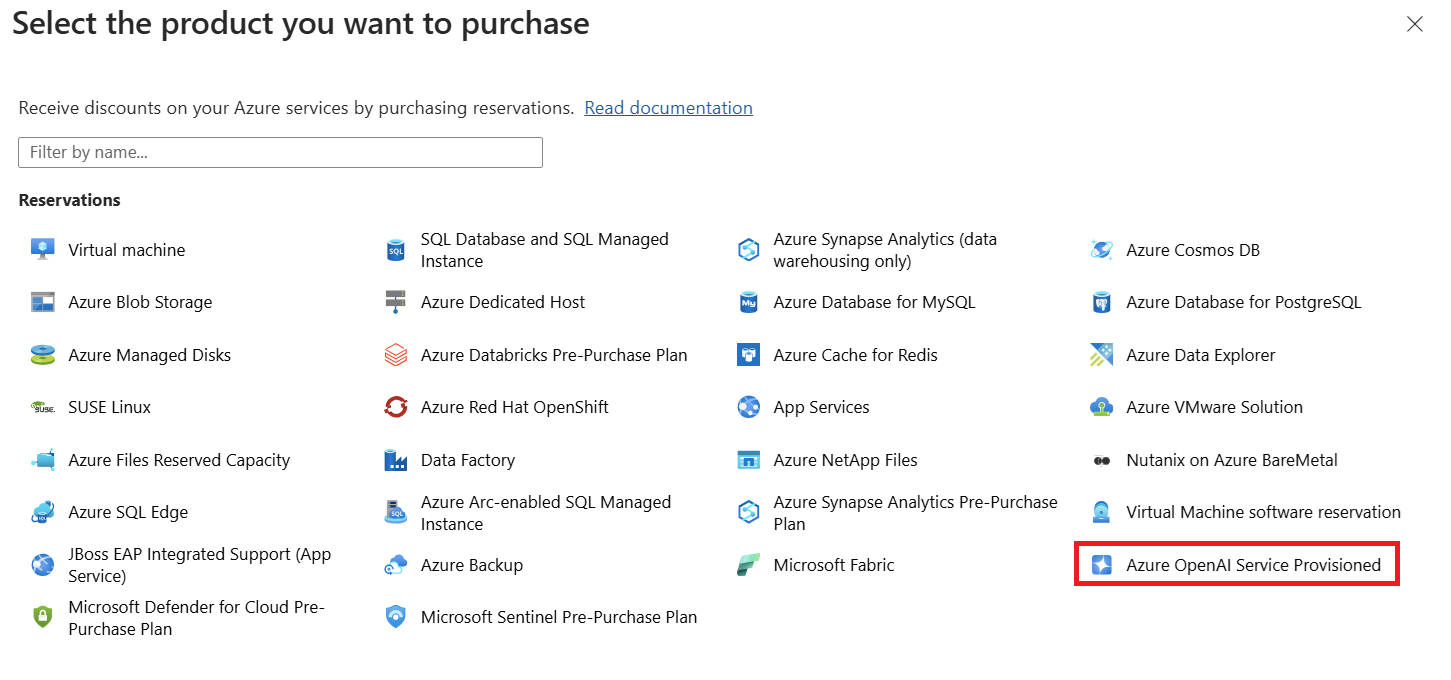 Select the product you want to purchase
Receive discounts on your Azure services by purchasing reservations. Read documentation
Filter by name...
Reservations
Virtual machine
SQL Database and SQL Managed
Instance
Azure Synapse Analytics (data
warehousing only)
Azure Cosmos DB
Azure Blob Storage
Azure Dedicated Host
Azure Database for MySQL
Azure Database for PostgreSQL
Azure Managed Disks
Azure Databricks Pre-Purchase Plan
Azure Cache for Redis
Azure Data Explorer
SUSE Linux
Azure Red Hat OpenShift
App Services
Azure VMware Solution
Azure Files Reserved Capacity
Data Factory
Azure NetApp Files
Nutanix on Azure BareMetal
Azure SQL Edge
Azure Arc-enabled SQL Managed
Instance
Azure Synapse Analytics Pre-Purchase
Plan
Virtual Machine software reservation
JBoss EAP Integrated Support (App
Service)
Azure Backup
Microsoft Fabric
Azure OpenAI Service Provisioned
Microsoft Defender for Cloud Pre-
Purchase Plan
Microsoft Sentinel Pre-Purchase Plan